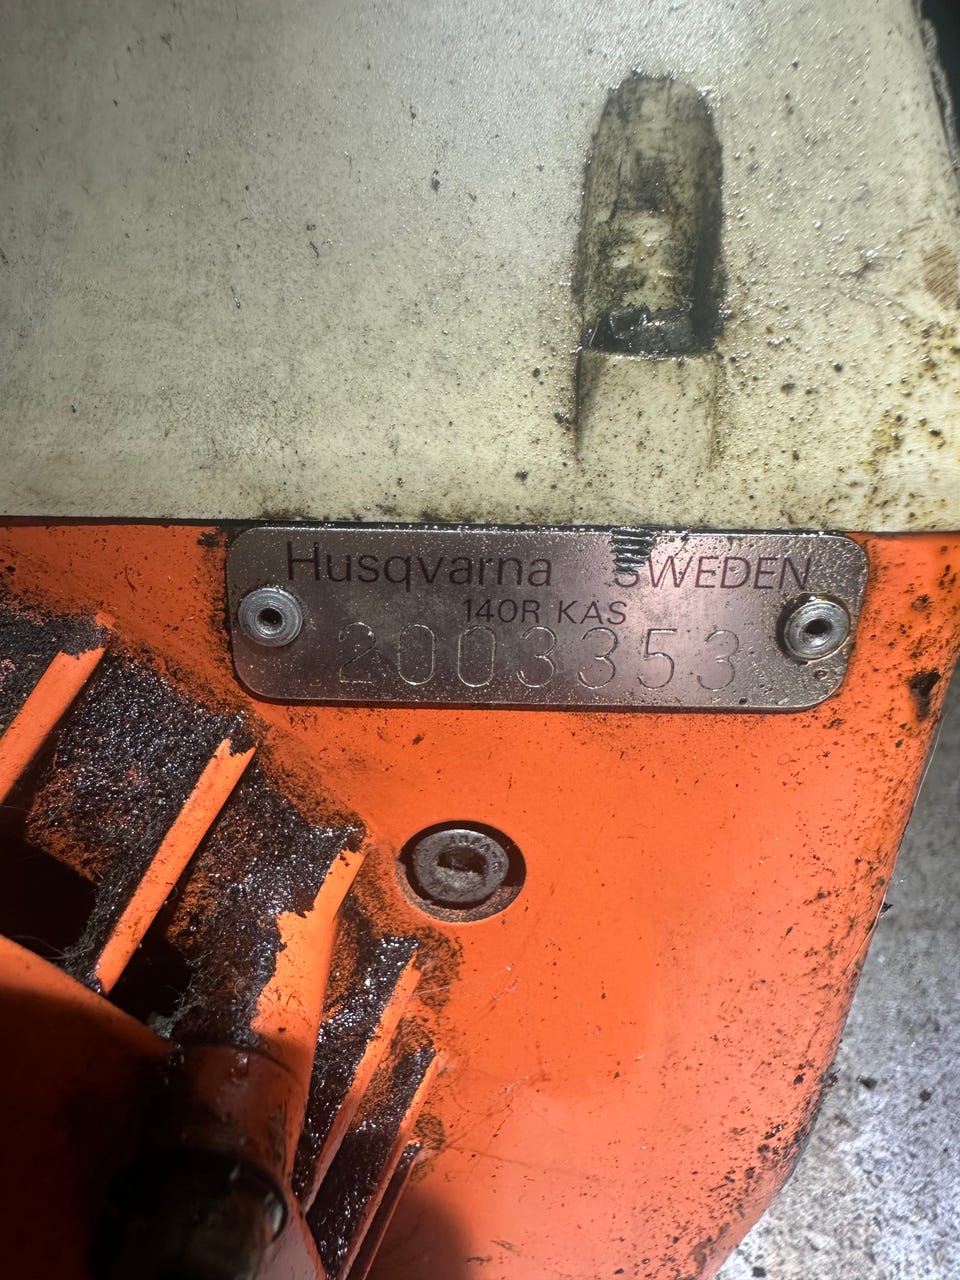 Husqvarna SWEDEN
140R KAS
2003353